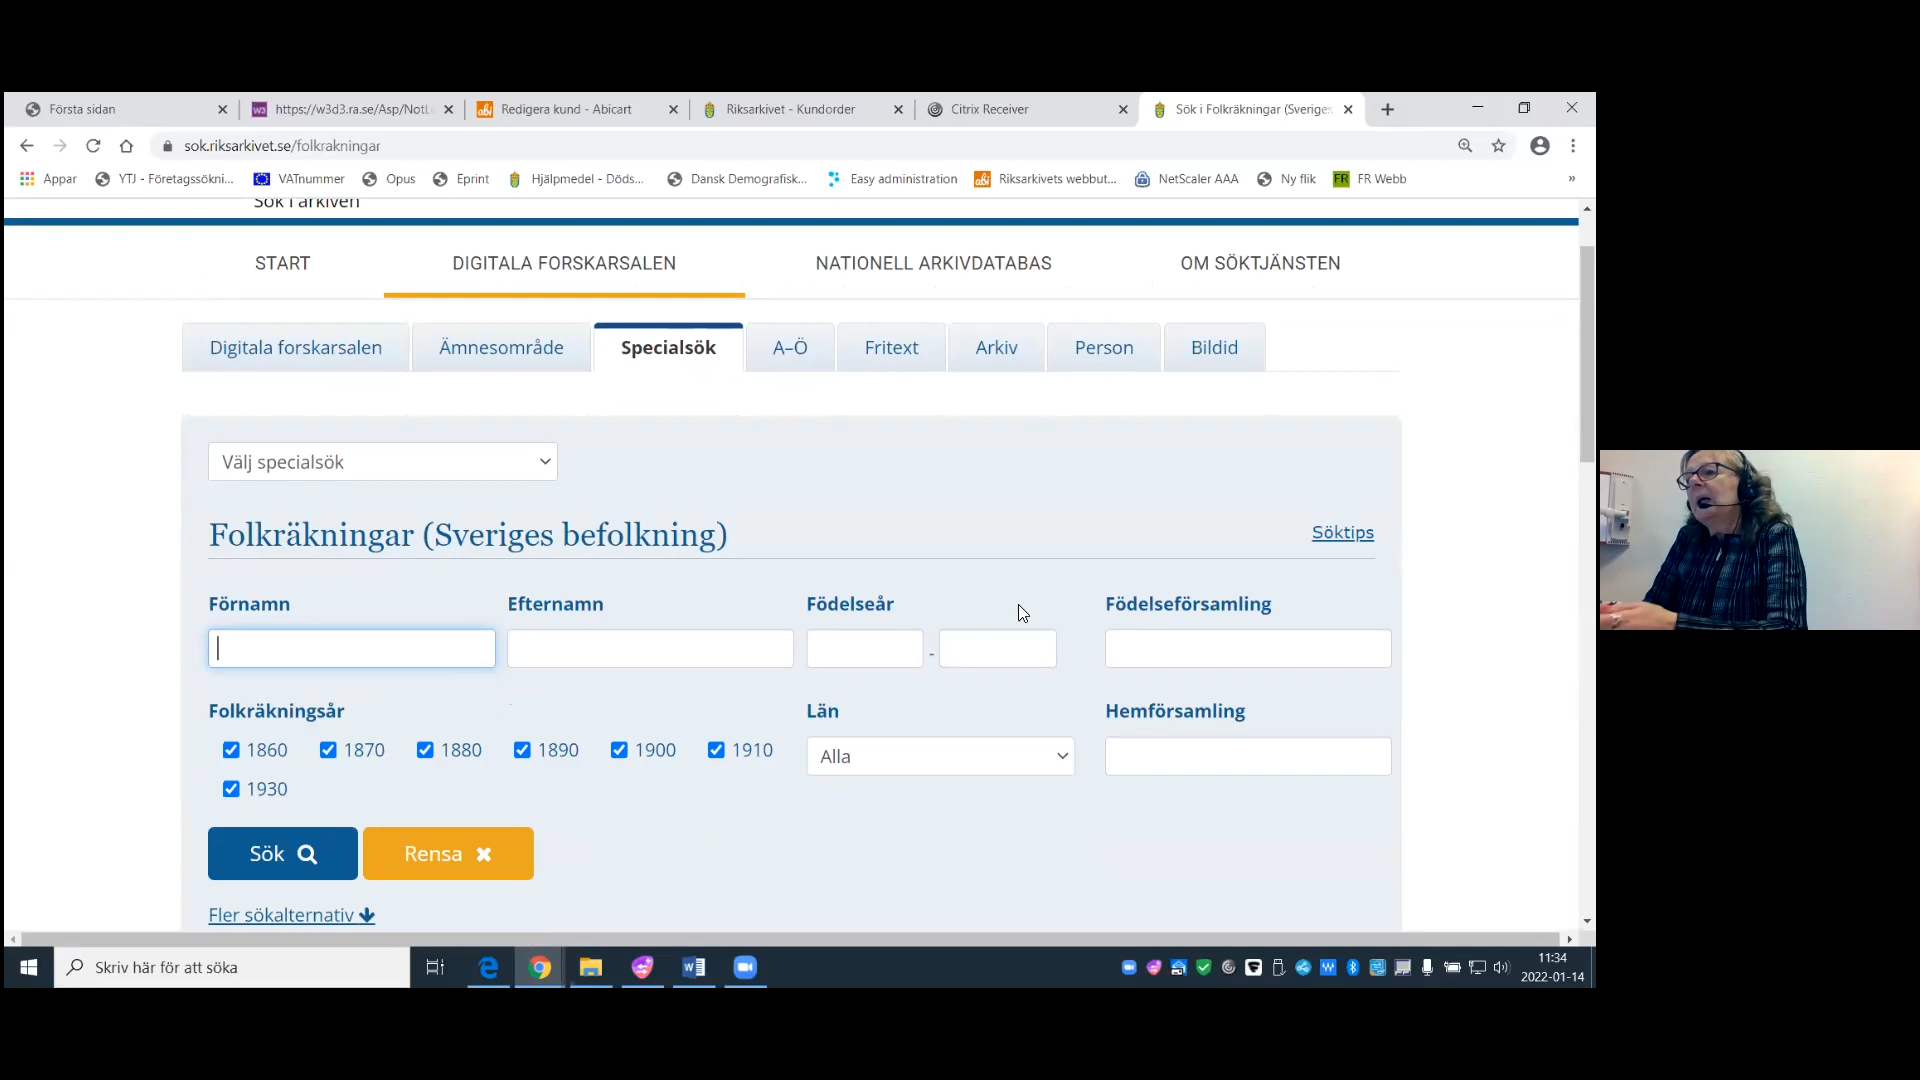 Första sidan
https://w3d3.ra.se/Asp/NotL
Redigera kund - Abicart
Riksarkivet - Kundorder
Citrix Receiver
Sök i Folkräkningar (Sveriges
sok.riksarkivet.se/folkrakningar
Appar
YTJ - Företagssökni...
VATnummer
Opus
Eprint
Hjälpmedel - Döds...
Dansk Demografisk...
Easy administration
Riksarkivets webbut...
NetScaler AAA
Ny flik
FR FR Webb
»
Sök i arkiven
START
DIGITALA FORSKARSALEN
NATIONELL ARKIVDATABAS
OM SÖKTJÄNSTEN
Digitala forskarsalen
Ämnesområde
Specialsök
A–Ö
Fritext
Arkiv
Person
Bildid
Välj specialsök
Folkräkningar (Sveriges befolkning)
Söktips
Förnamn
Efternamn
Födelseår
Födelseförsamling
-
Folkräkningsår
Län
Hemförsamling
1860
1870
1880
1890
1900
1910
Alla
1930
Sök
Rensa
Fler sökalternativ
Skriv här för att söka
11:34
2022-01-14